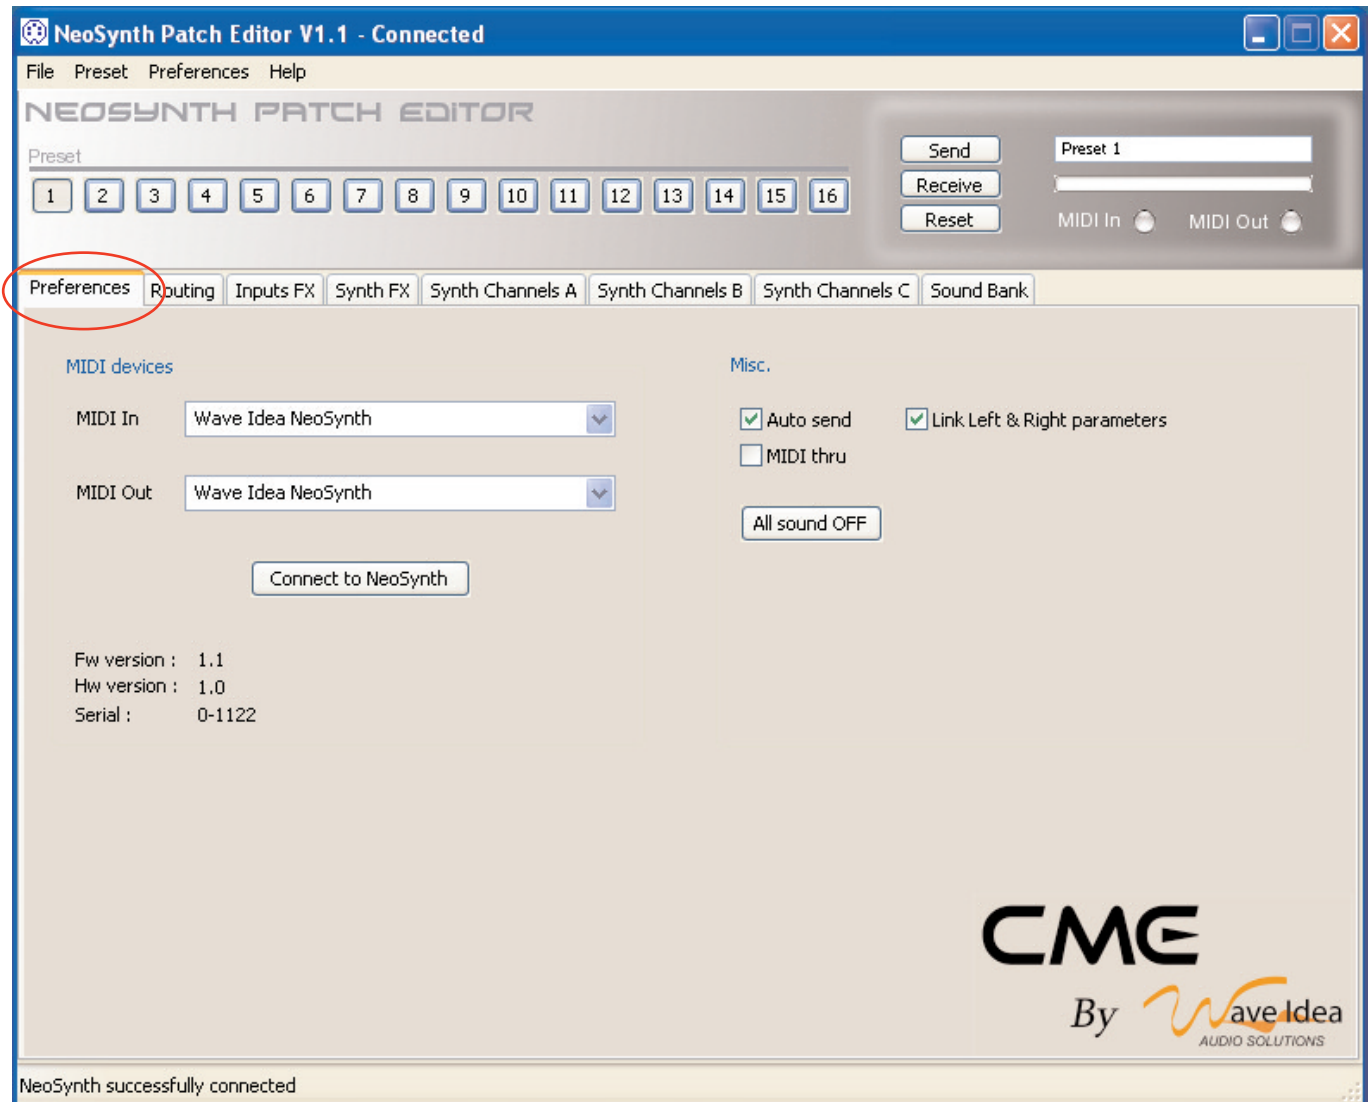 NeoSynth Patch Editor V1.1 - Connected
File Preset Preferences Help
NEOSYNTH PATCH EDITOR
Preset
1 2 3 4 5 6 7 8 9 10 11 12 13 14 15 16
Send
Preset 1
Receive
Reset
MIDI In MIDI Out
Preferences Routing Inputs FX Synth FX Synth Channels A Synth Channels B Synth Channels C Sound Bank
MIDI devices
MIDI In Wave Idea NeoSynth
MIDI Out Wave Idea NeoSynth
Connect to NeoSynth
Fw version : 1.1
Hw version : 1.0
Serial : 0-1122
Misc.
Auto send Link Left & Right parameters
MIDI thru
All sound OFF
CME
By Wave Idea
AUDIO SOLUTIONS
NeoSynth successfully connected